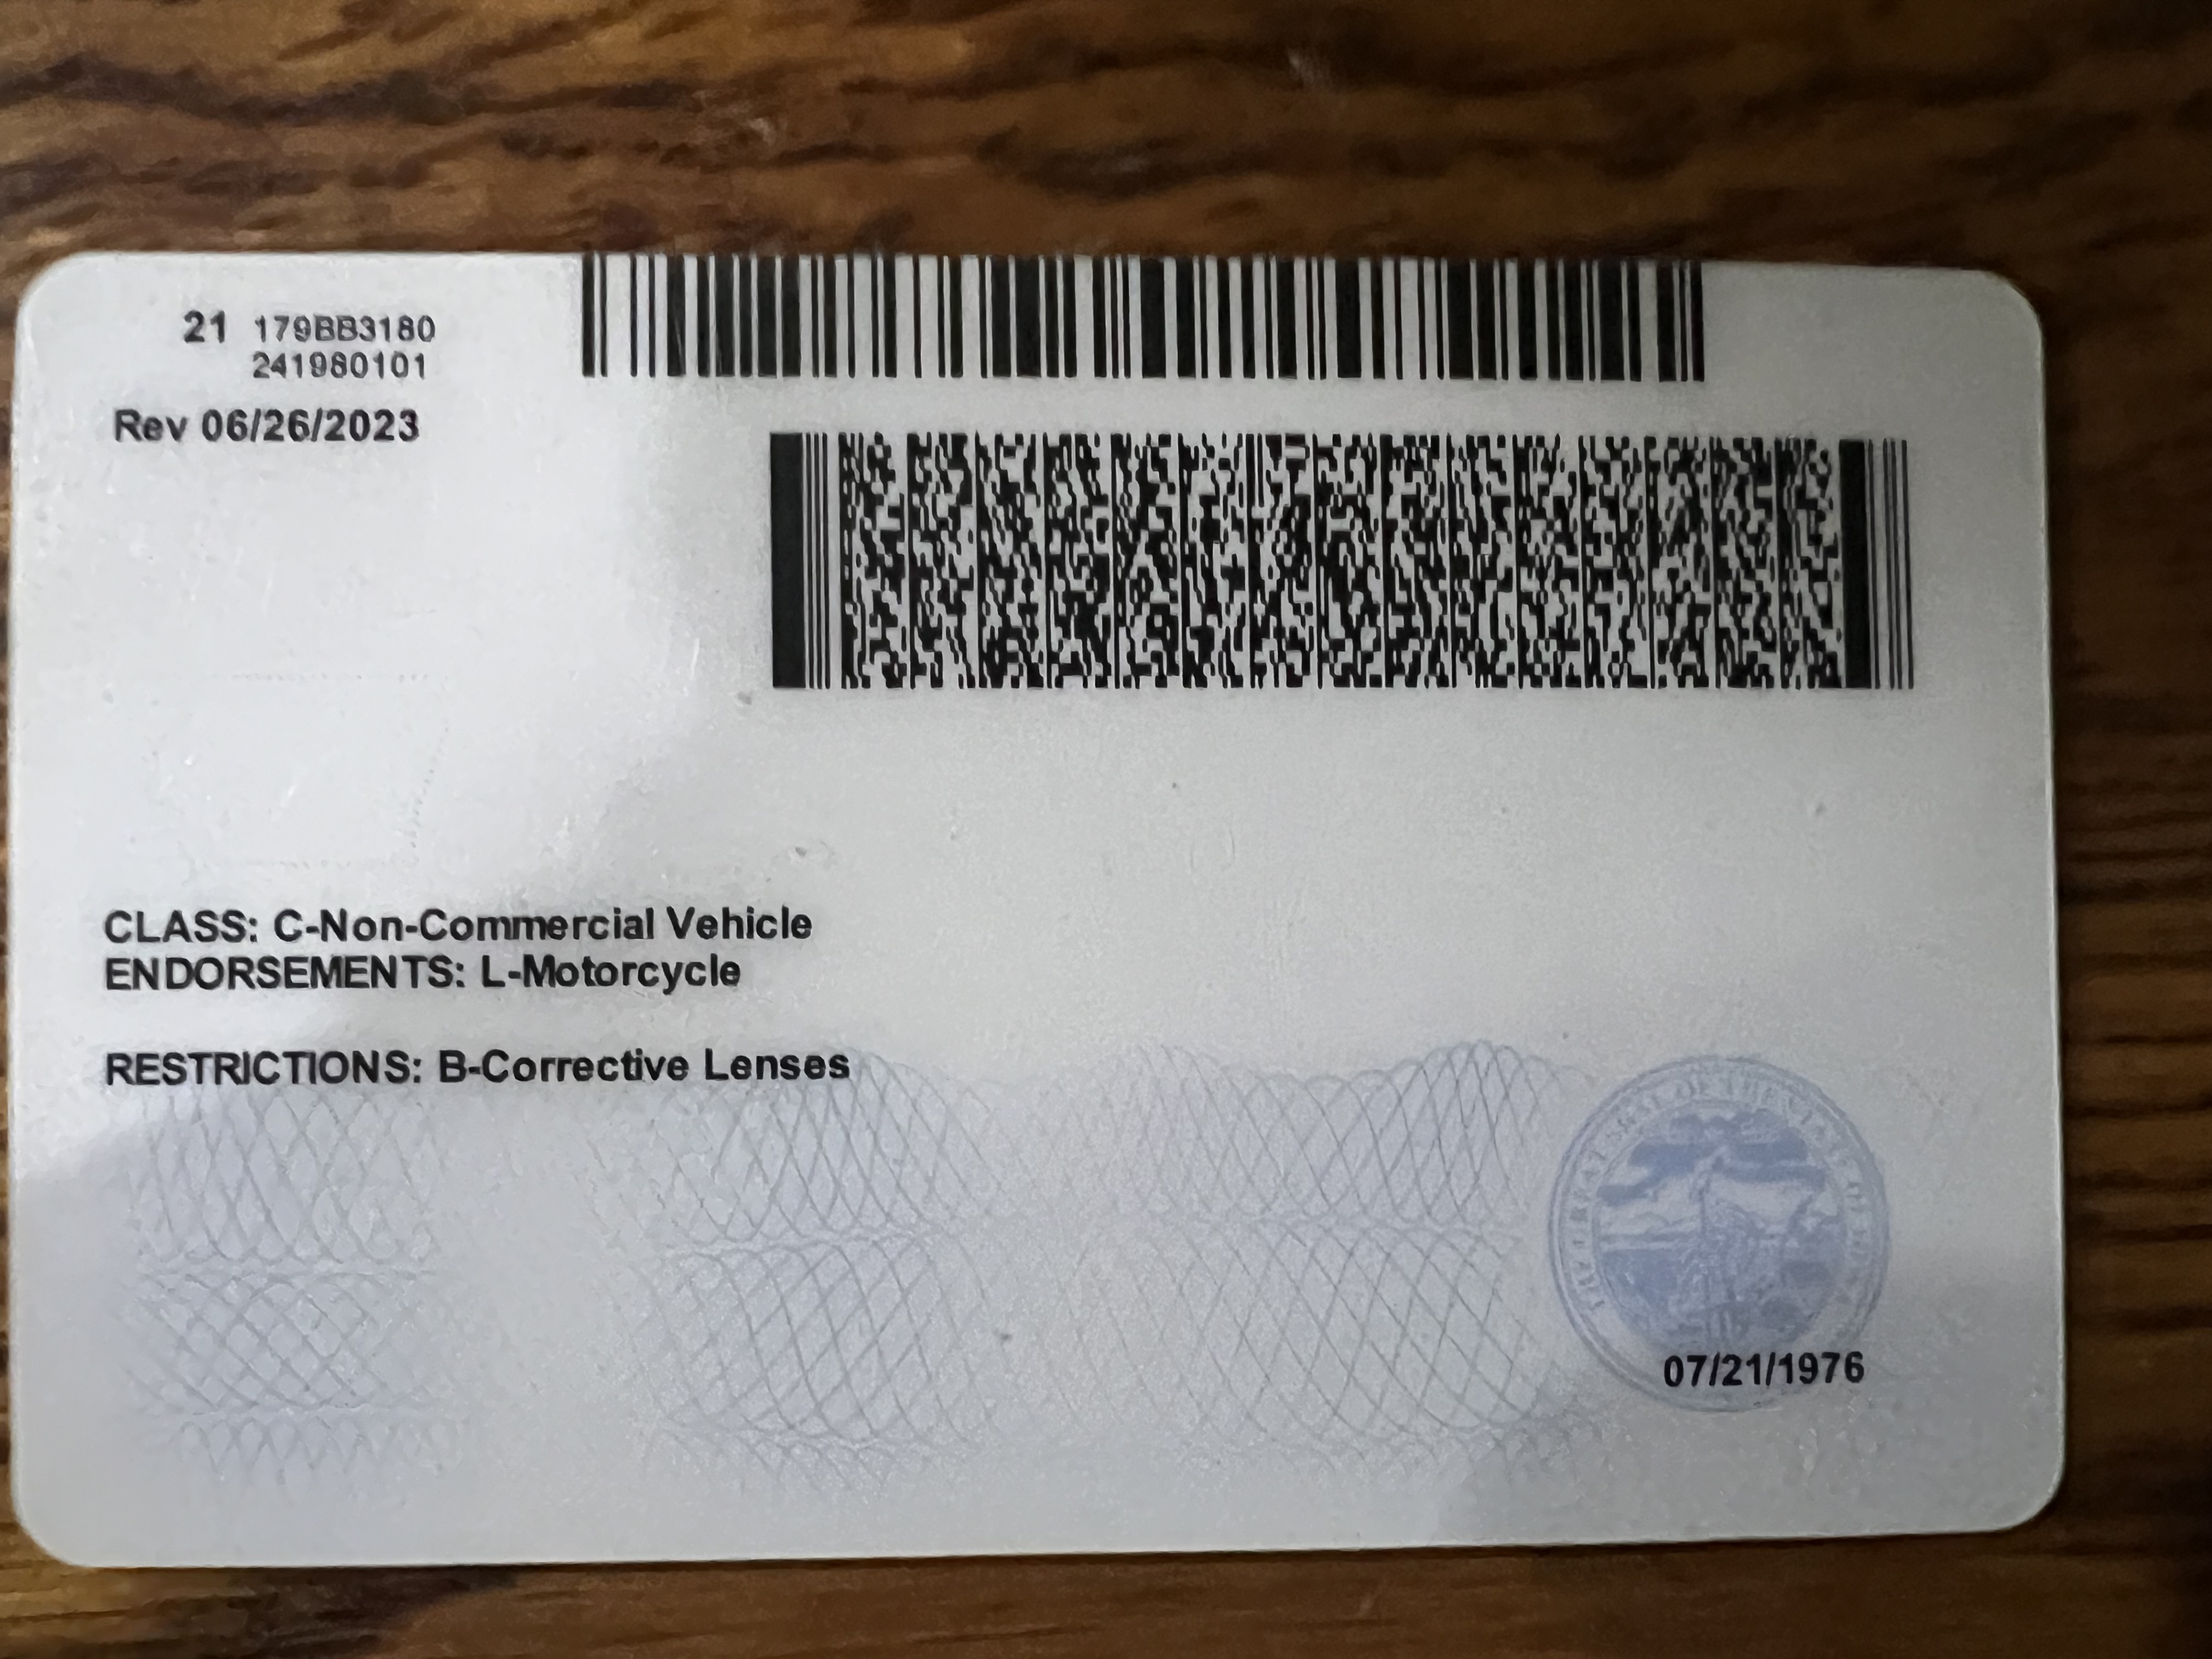 21 179BB3180
241980101
Rev 06/26/2023
CLASS: C-Non-Commercial Vehicle
ENDORSEMENTS: L-Motorcycle
RESTRICTIONS: B-Corrective Lenses
07/21/1976